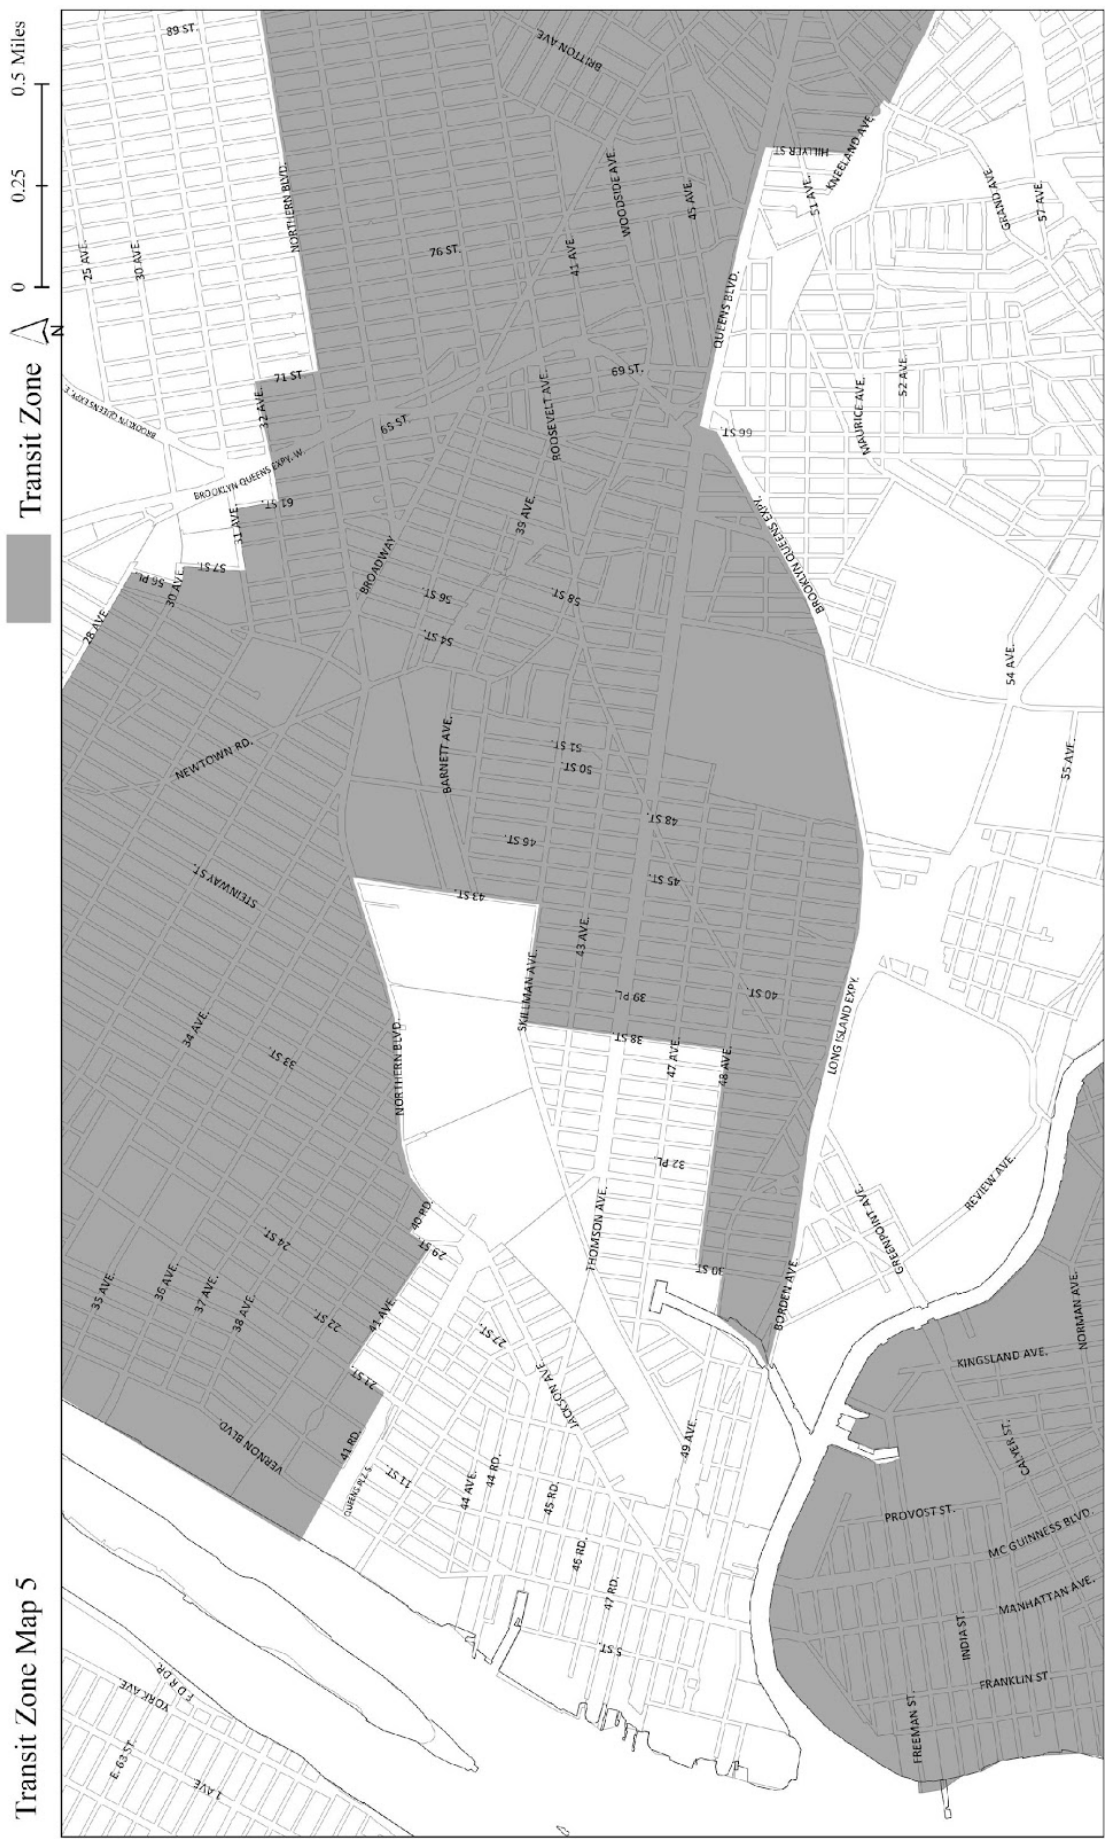 Transit Zone Map 5
Transit Zone
N
0 0.25 0.5 Miles
89 ST.
25 AVE.
30 AVE.
NORTHERN BLVD.
BRITTON AVE.
76 ST.
41 AVE.
WOODSIDE AVE.
45 AVE.
HILLYER ST
51 AVE.
KNEELAND AVE.
GRAND AVE.
57 AVE.
BROOKLYN QUEENS EXPY. E
71 ST.
32 AVE.
65 ST.
69 ST.
ROOSEVELT AVE.
QUEENS BLVD.
66 ST.
MAURICE AVE.
52 AVE.
BROOKLYN QUEENS EXPY. W.
61 ST.
31 AVE.
57 ST.
56 PL
30 AVE.
28 AVE.
BROADWAY
39 AVE.
56 ST.
58 ST.
54 ST.
BROOKLYN QUEENS EXPY.
54 AVE.
55 AVE.
NEWTOWN RD.
BARNETT AVE.
51 ST.
50 ST.
48 ST.
46 ST.
45 ST.
STEINWAY ST.
43 ST.
43 AVE.
SKILLMAN AVE.
39 PL.
40 ST.
38 ST.
47 AVE.
48 AVE.
LONG ISLAND EXPY.
34 AVE.
33 ST.
NORTHERN BLVD.
32 PL.
THOMSON AVE.
30 ST
GREENPOINT AVE.
REVIEW AVE.
40 RD.
29 ST.
24 ST.
35 AVE.
36 AVE.
37 AVE.
38 AVE.
22 ST.
41 AVE.
21 ST.
27 ST.
JACKSON AVE
BORDEN AVE.
KINGSLAND AVE.
NORMAN AVE.
VERNON BLVD.
41 RD.
QUEENS PLZ S.
11 ST.
44 AVE.
44 RD.
45 RD.
46 RD.
47 RD.
49 AVE.
5 ST.
CALYER ST.
PROVOST ST.
MC GUINNESS BLVD.
MANHATTAN AVE.
INDIA ST.
FRANKLIN ST.
FREEMAN ST.
YORK AVE
F D R DR.
E. 63 ST.
1 AVE